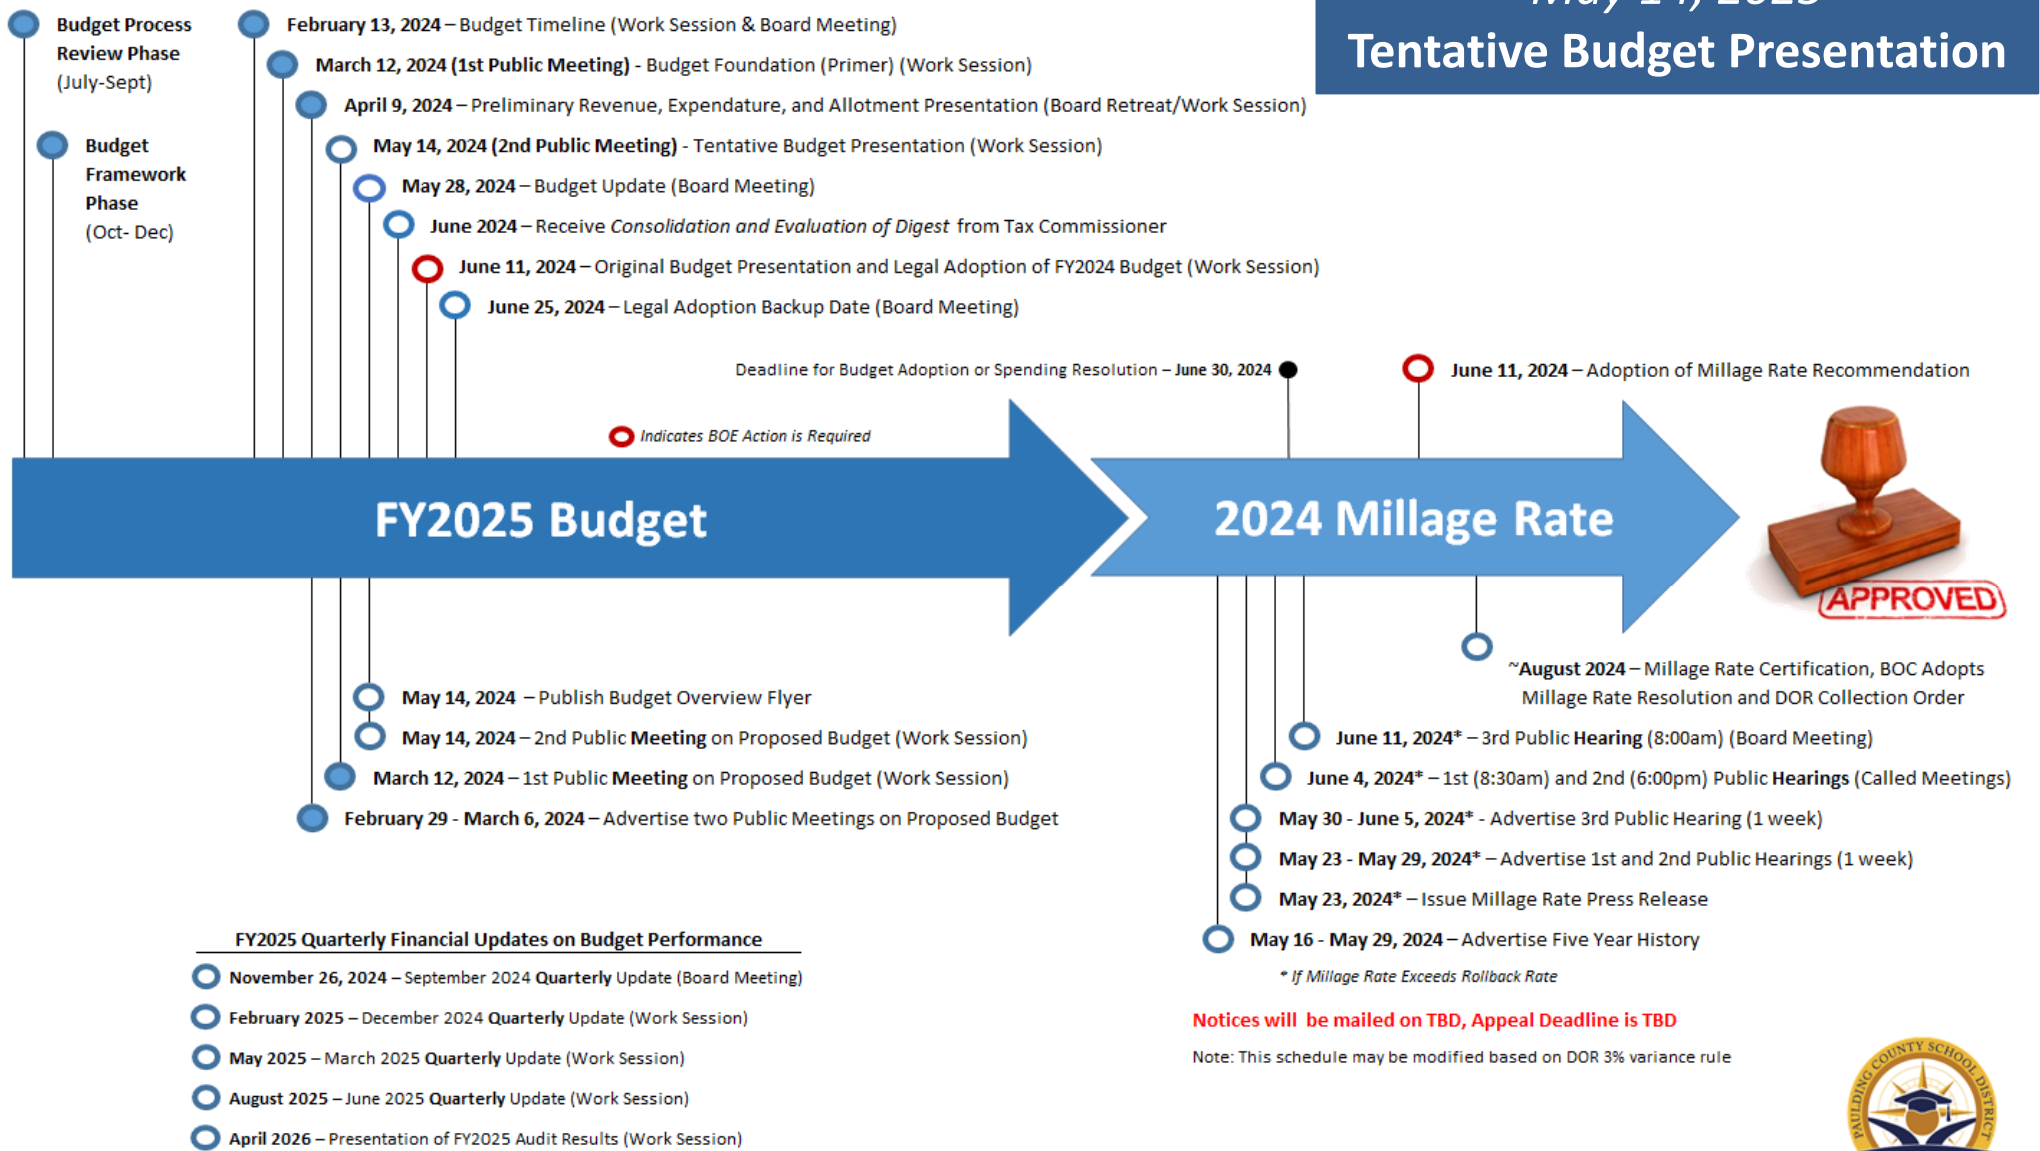 May 14, 2023
Tentative Budget Presentation
Budget Process
Review Phase
(July-Sept)
Budget
Framework
Phase
(Oct- Dec)
February 13, 2024 – Budget Timeline (Work Session & Board Meeting)
March 12, 2024 (1st Public Meeting) - Budget Foundation (Primer) (Work Session)
April 9, 2024 – Preliminary Revenue, Expendature, and Allotment Presentation (Board Retreat/Work Session)
May 14, 2024 (2nd Public Meeting) - Tentative Budget Presentation (Work Session)
May 28, 2024 – Budget Update (Board Meeting)
June 2024 – Receive Consolidation and Evaluation of Digest from Tax Commissioner
June 11, 2024 – Original Budget Presentation and Legal Adoption of FY2024 Budget (Work Session)
June 25, 2024 – Legal Adoption Backup Date (Board Meeting)
Deadline for Budget Adoption or Spending Resolution – June 30, 2024
June 11, 2024 – Adoption of Millage Rate Recommendation
Indicates BOE Action is Required
FY2025 Budget
2024 Millage Rate
APPROVED
May 14, 2024 – Publish Budget Overview Flyer
May 14, 2024 – 2nd Public Meeting on Proposed Budget (Work Session)
March 12, 2024 – 1st Public Meeting on Proposed Budget (Work Session)
February 29 - March 6, 2024 – Advertise two Public Meetings on Proposed Budget
~August 2024 – Millage Rate Certification, BOC Adopts
Millage Rate Resolution and DOR Collection Order
June 11, 2024* – 3rd Public Hearing (8:00am) (Board Meeting)
June 4, 2024* – 1st (8:30am) and 2nd (6:00pm) Public Hearings (Called Meetings)
May 30 - June 5, 2024* - Advertise 3rd Public Hearing (1 week)
May 23 - May 29, 2024* – Advertise 1st and 2nd Public Hearings (1 week)
May 23, 2024* – Issue Millage Rate Press Release
May 16 - May 29, 2024 – Advertise Five Year History
* If Millage Rate Exceeds Rollback Rate
Notices will be mailed on TBD, Appeal Deadline is TBD
Note: This schedule may be modified based on DOR 3% variance rule
FY2025 Quarterly Financial Updates on Budget Performance
November 26, 2024 – September 2024 Quarterly Update (Board Meeting)
February 2025 – December 2024 Quarterly Update (Work Session)
May 2025 – March 2025 Quarterly Update (Work Session)
August 2025 – June 2025 Quarterly Update (Work Session)
April 2026 – Presentation of FY2025 Audit Results (Work Session)
PAULDING COUNTY SCHOOL DISTRICT